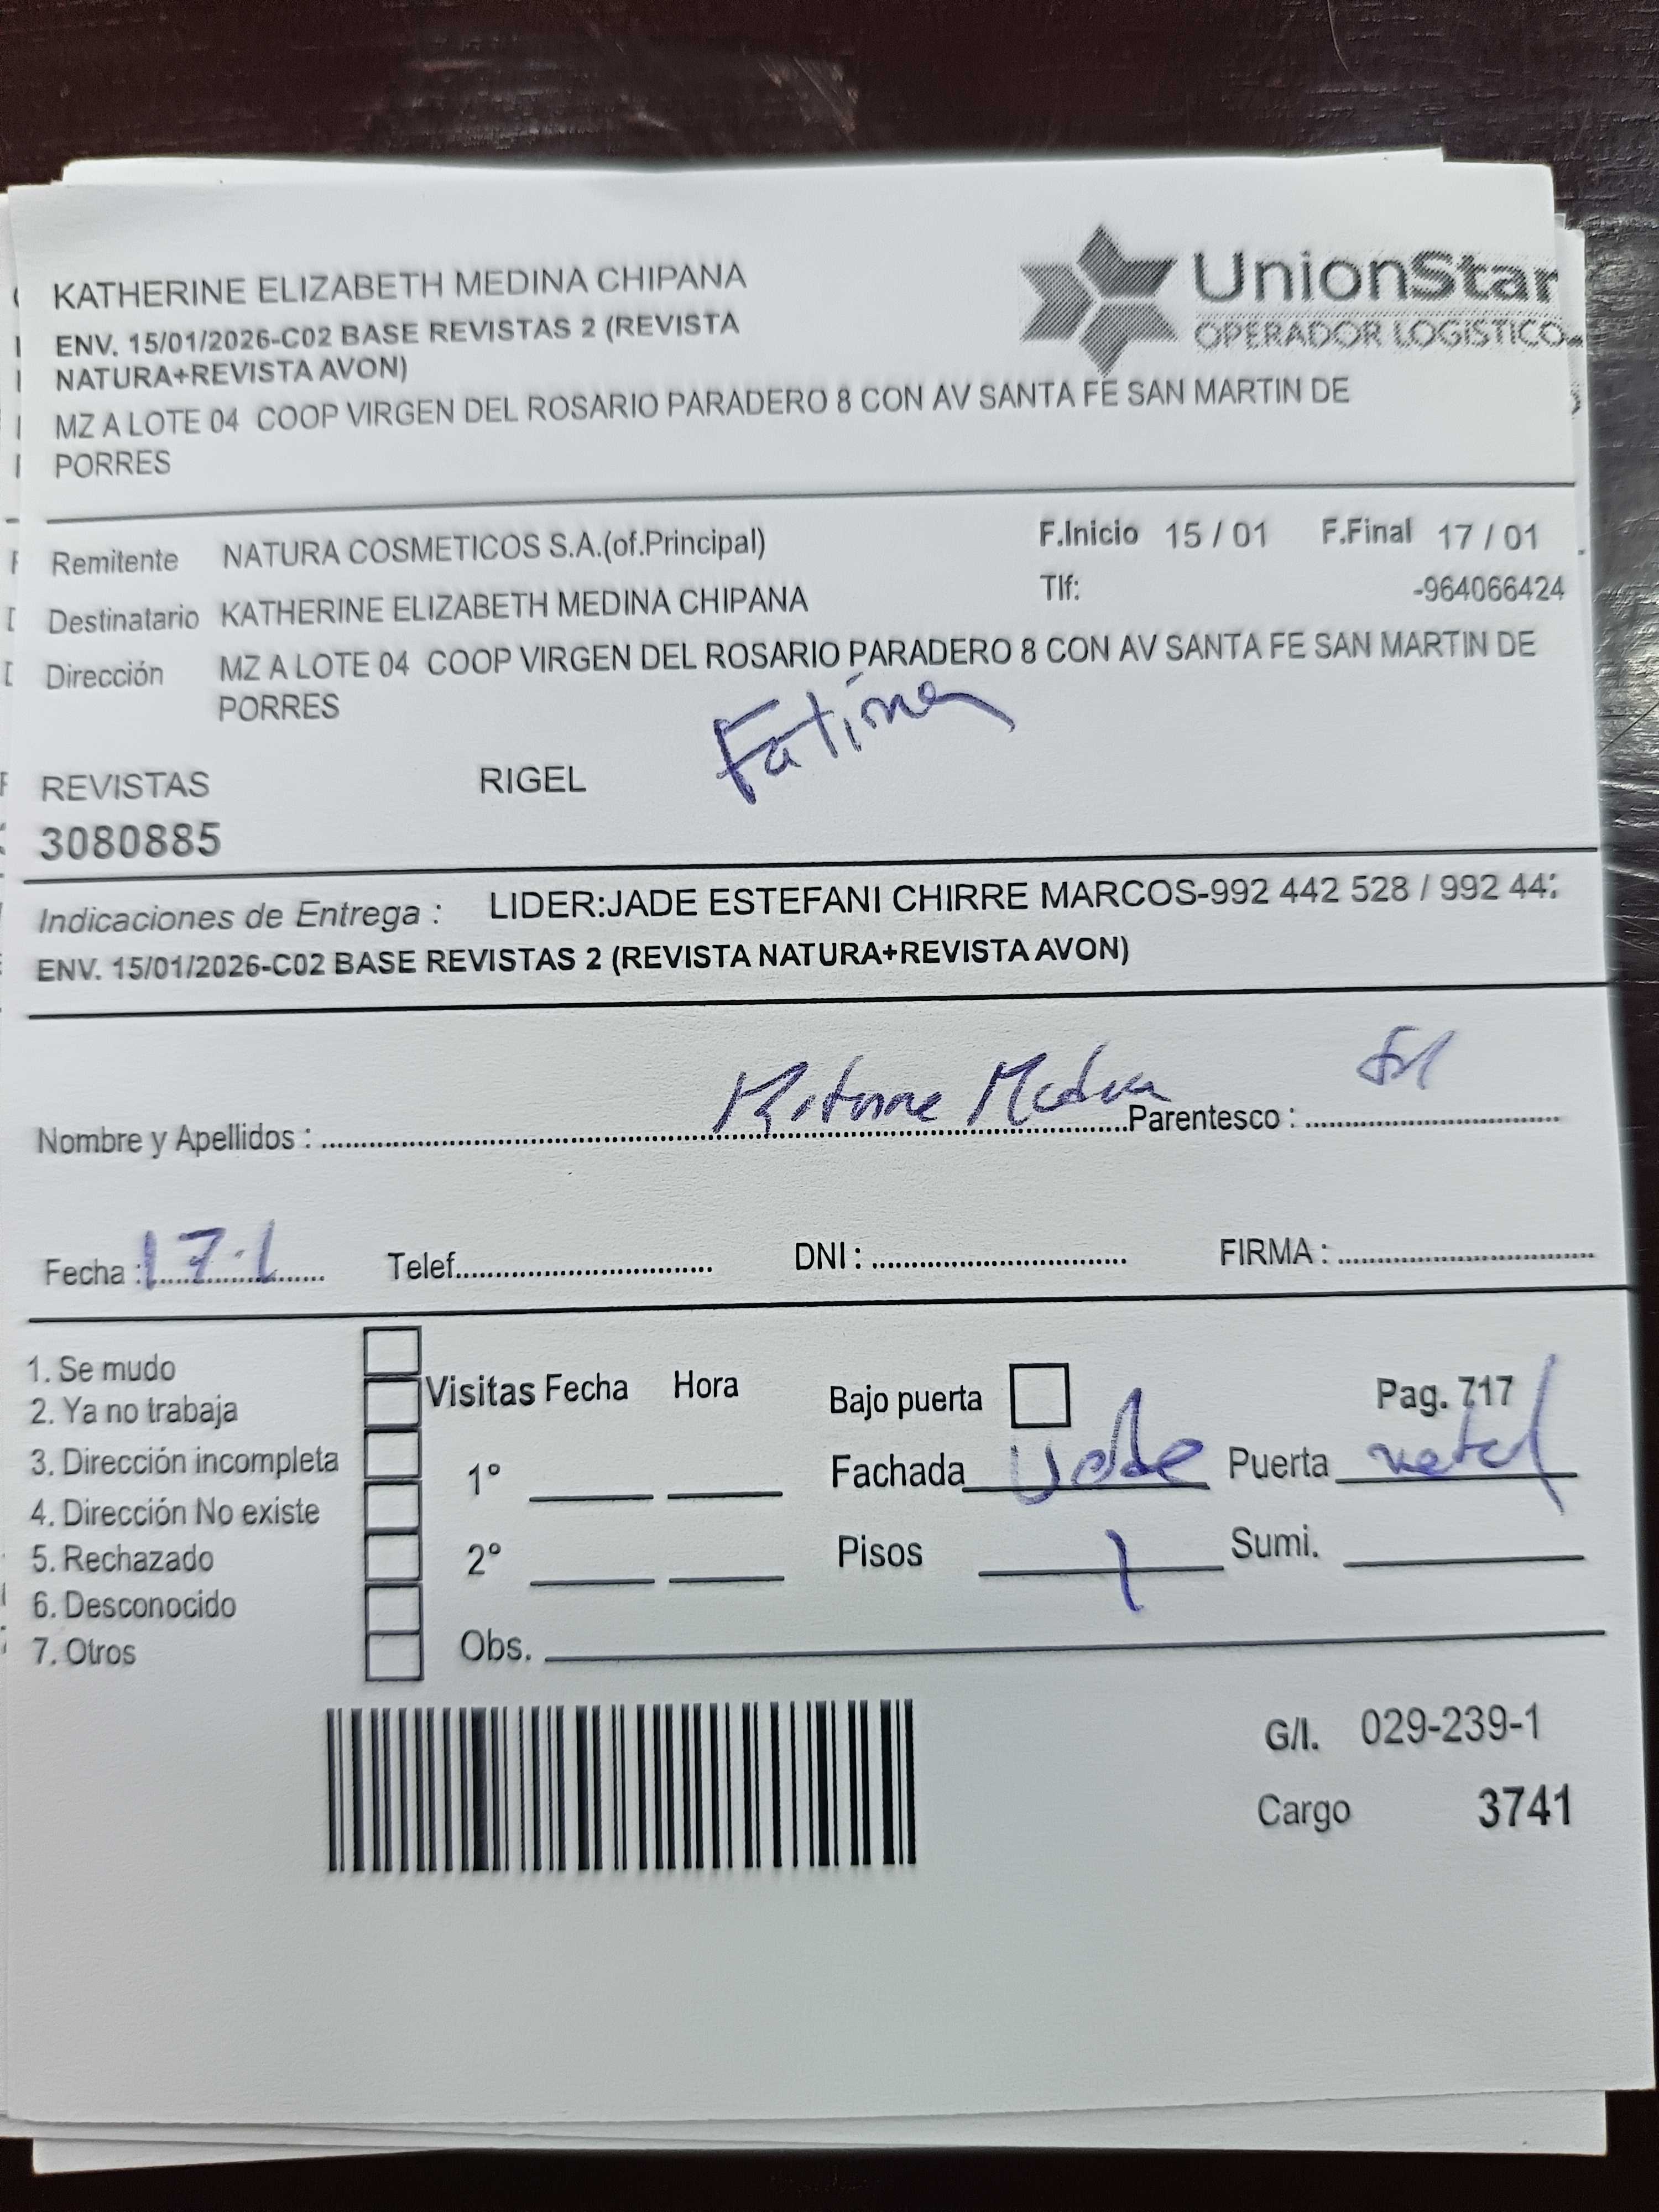 KATHERINE ELIZABETH MEDINA CHIPANA
UnionStar
OPERADOR LOGISTICO
ENV. 15/01/2026-C02 BASE REVISTAS 2 (REVISTA
NATURA+REVISTA AVON)
MZ A LOTE 04 COOP VIRGEN DEL ROSARIO PARADERO 8 CON AV SANTA FE SAN MARTIN DE
PORRES
Remitente NATURA COSMETICOS S.A.(of.Principal) F.Inicio 15 / 01 F.Final 17 / 01
Destinatario KATHERINE ELIZABETH MEDINA CHIPANA Tlf: -964066424
Dirección MZ A LOTE 04 COOP VIRGEN DEL ROSARIO PARADERO 8 CON AV SANTA FE SAN MARTIN DE
PORRES
Fatima
REVISTAS RIGEL
3080885
Indicaciones de Entrega : LIDER:JADE ESTEFANI CHIRRE MARCOS-992 442 528 / 992 44
ENV. 15/01/2026-C02 BASE REVISTAS 2 (REVISTA NATURA+REVISTA AVON)
Nombre y Apellidos : Medina Parentesco :
Fecha : 17.1 Telef. DNI : FIRMA :
1. Se mudo
2. Ya no trabaja
3. Dirección incompleta
4. Dirección No existe
5. Rechazado
6. Desconocido
7. Otros
Visitas Fecha Hora
1°
2°
Obs.
Bajo puerta Pag. 717
Fachada Puerta metal
Pisos 1 Sumi.
G/I. 029-239-1
Cargo 3741